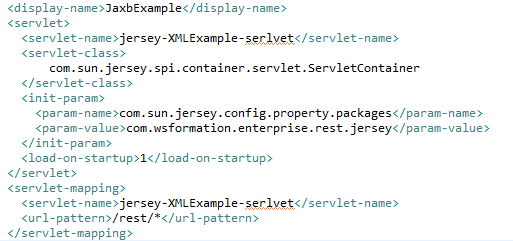 <display-name>JaxbExample</display-name>
<servlet>
<servlet-name>jersey-XMLExample-serlvet</servlet-name>
<servlet-class>
com.sun.jersey.spi.container.servlet.ServletContainer
</servlet-class>
<init-param>
<param-name>com.sun.jersey.config.property.packages</param-name>
<param-value>com.wsformation.enterprise.rest.jersey</param-value>
</init-param>
<load-on-startup>1</load-on-startup>
</servlet>
<servlet-mapping>
<servlet-name>jersey-XMLExample-serlvet</servlet-name>
<url-pattern>/rest/*</url-pattern>
</servlet-mapping>